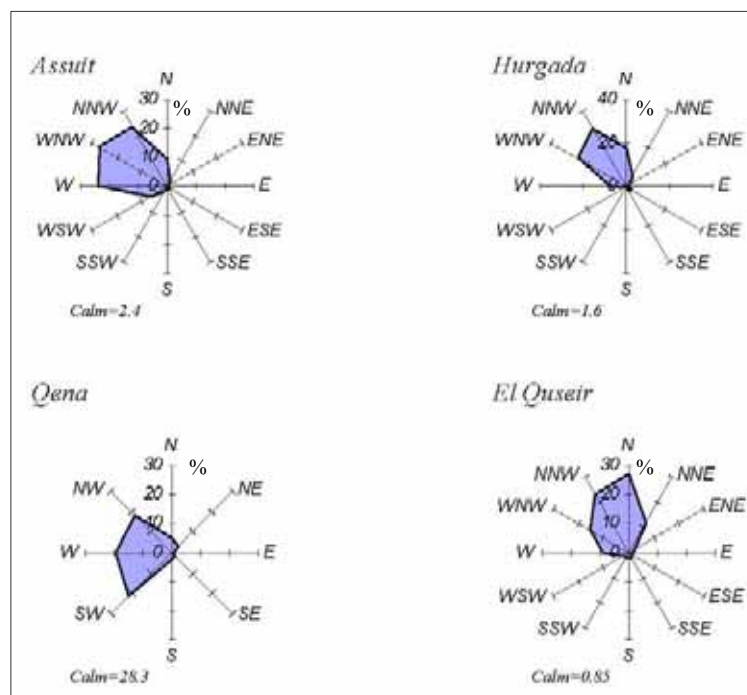 Assuit
N
30
%
NNW
NNE
20
WNW
ENE
10
W
0
E
WSW
ESE
SSW
SSE
S
Calm=2.4
Hurgada
N
40
%
NNW
NNE
20
WNW
ENE
W
0
E
WSW
ESE
SSW
SSE
S
Calm=1.6
Qena
N
30
%
NW
NE
20
10
W
0
E
SW
SE
S
Calm=28.3
El Quseir
N
30
%
NNW
NNE
20
WNW
ENE
10
W
0
E
WSW
ESE
SSW
SSE
S
Calm=0.85